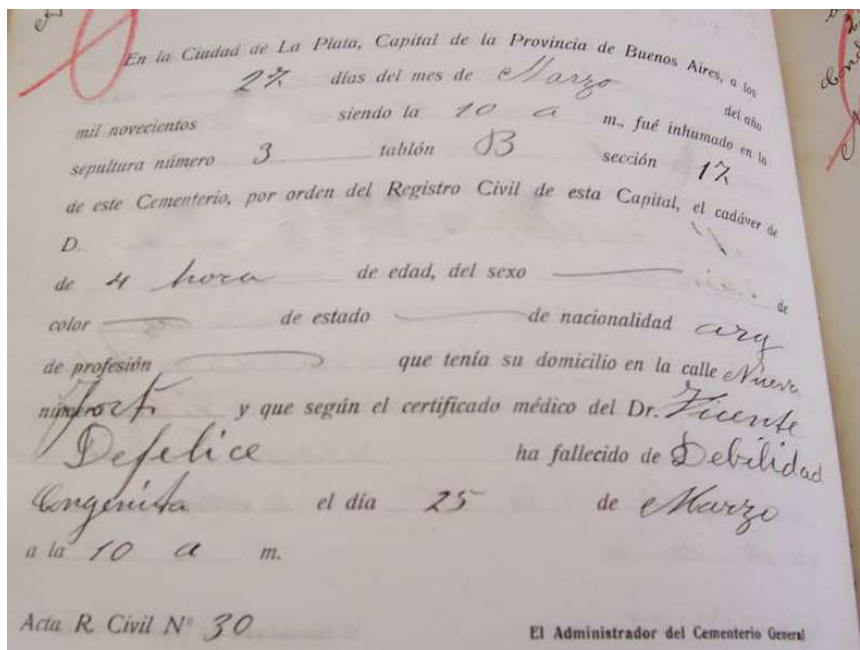 En la Ciudad de La Plata, Capital de la Provincia de Buenos Aires, a los
27 días del mes de Marzo del año
mil novecientos siendo la 10 a m., fué inhumado en la
sepultura número 3 tablón B sección 17
de este Cementerio, por orden del Registro Civil de esta Capital, el cadáver de
D.
de 4 hora de edad, del sexo de
color de estado de nacionalidad arg
de profesión que tenía su domicilio en la calle Nueva
número y que según el certificado médico del Dr. Vicente
Defelice ha fallecido de Debilidad
Congenita el día 25 de Marzo
a la 10 a m.
Acta R. Civil Nº 30
El Administrador del Cementerio General